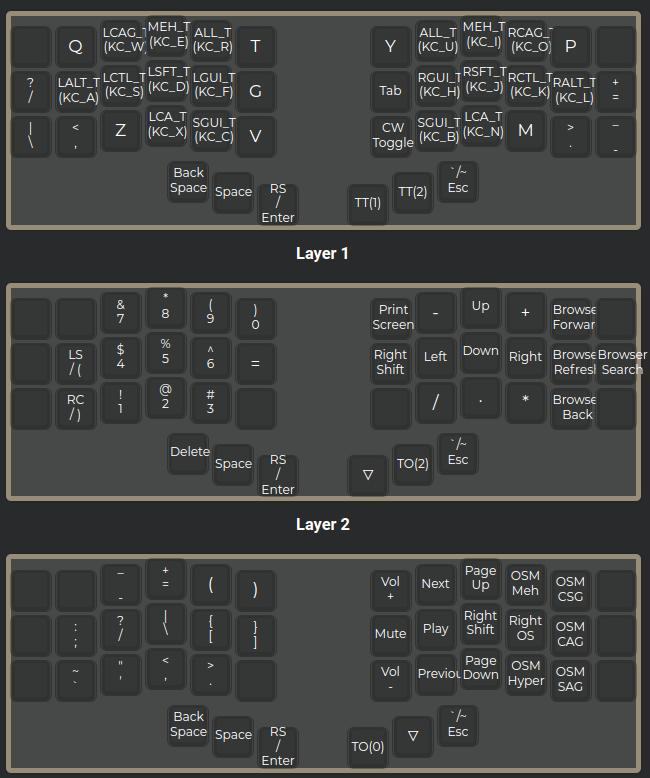 Q
LCAG_T
(KC_W
MEH_T
(KC_E)
ALL_T
(KC_R)
T
Y
ALL_T
(KC_U)
MEH_T
(KC_I)
RCAG_
(KC_O)
P
?
/
LALT_T
(KC_A)
LCTL_T
(KC_S)
LSFT_T
(KC_D)
LGUI_T
(KC_F)
G
Tab
RGUI_T
(KC_H)
RSFT_T
(KC_J)
RCTL_T
(KC_K)
RALT_T
(KC_L)
+
=
|
\
<
,
Z
LCA_T
(KC_X)
SGUI_T
(KC_C)
V
CW
Toggle
SGUI_T
(KC_B)
LCA_T
(KC_N)
M
>
.
_
-
Back
Space
Space
RS
/
Enter
TT(1)
TT(2)
`/~
Esc
Layer 1
&
7
*
8
(
9
)
0
Print
Screen
-
Up
+
Browse
Forwar
LS
/ (
$
4
%
5
^
6
=
Right
Shift
Left
Down
Right
Browse
Refres
Browser
Search
RC
/ )
!
1
@
2
#
3
/
.
*
Browse
Back
Delete
Space
RS
/
Enter
▽
TO(2)
`/~
Esc
Layer 2
_
-
+
=
(
)
Vol
+
Next
Page
Up
OSM
Meh
OSM
CSG
:
;
?
/
|
\
{
[
}
]
Mute
Play
Right
Shift
Right
OS
OSM
CAG
~
`
"
'
<
,
>
.
Vol
-
Previou
Page
Down
OSM
Hyper
OSM
SAG
Back
Space
Space
RS
/
Enter
TO(0)
▽
`/~
Esc